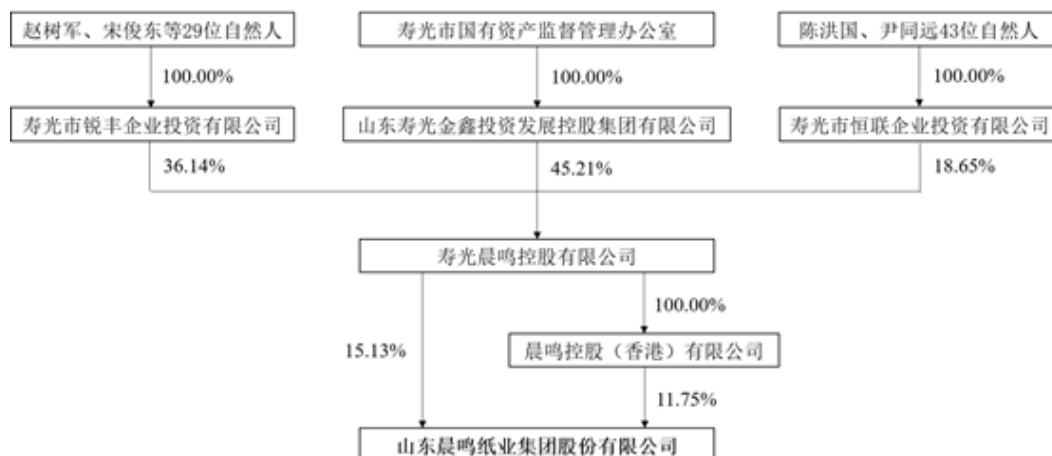 赵树军、宋俊东等29位自然人
寿光市国有资产监督管理办公室
陈洪国、尹同远43位自然人
100.00%
100.00%
100.00%
寿光市锐丰企业投资有限公司
山东寿光金鑫投资发展控股集团有限公司
寿光市恒联企业投资有限公司
36.14%
45.21%
18.65%
寿光晨鸣控股有限公司
100.00%
15.13%
晨鸣控股（香港）有限公司
11.75%
山东晨鸣纸业集团股份有限公司